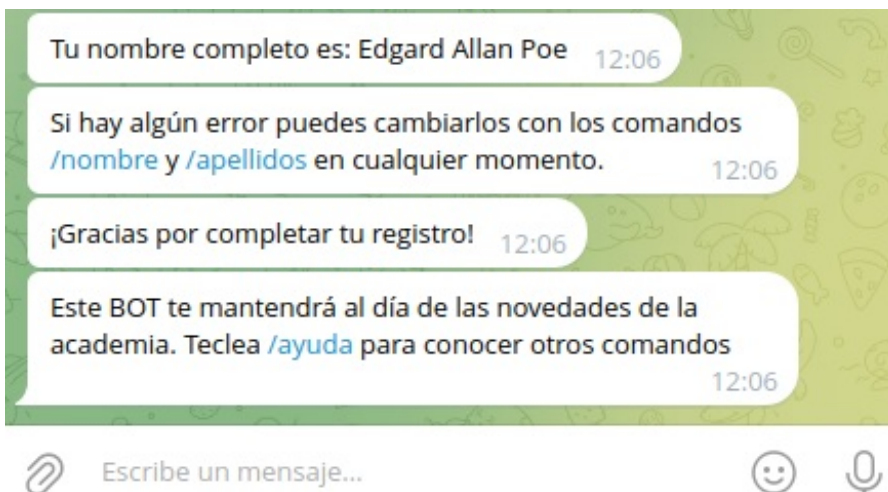 Tu nombre completo es: Edgard Allan Poe 12:06
Si hay algún error puedes cambiarlos con los comandos
/nombre y /apellidos en cualquier momento. 12:06
¡Gracias por completar tu registro! 12:06
Este BOT te mantendrá al día de las novedades de la
academia. Teclea /ayuda para conocer otros comandos
12:06
Escribe un mensaje...